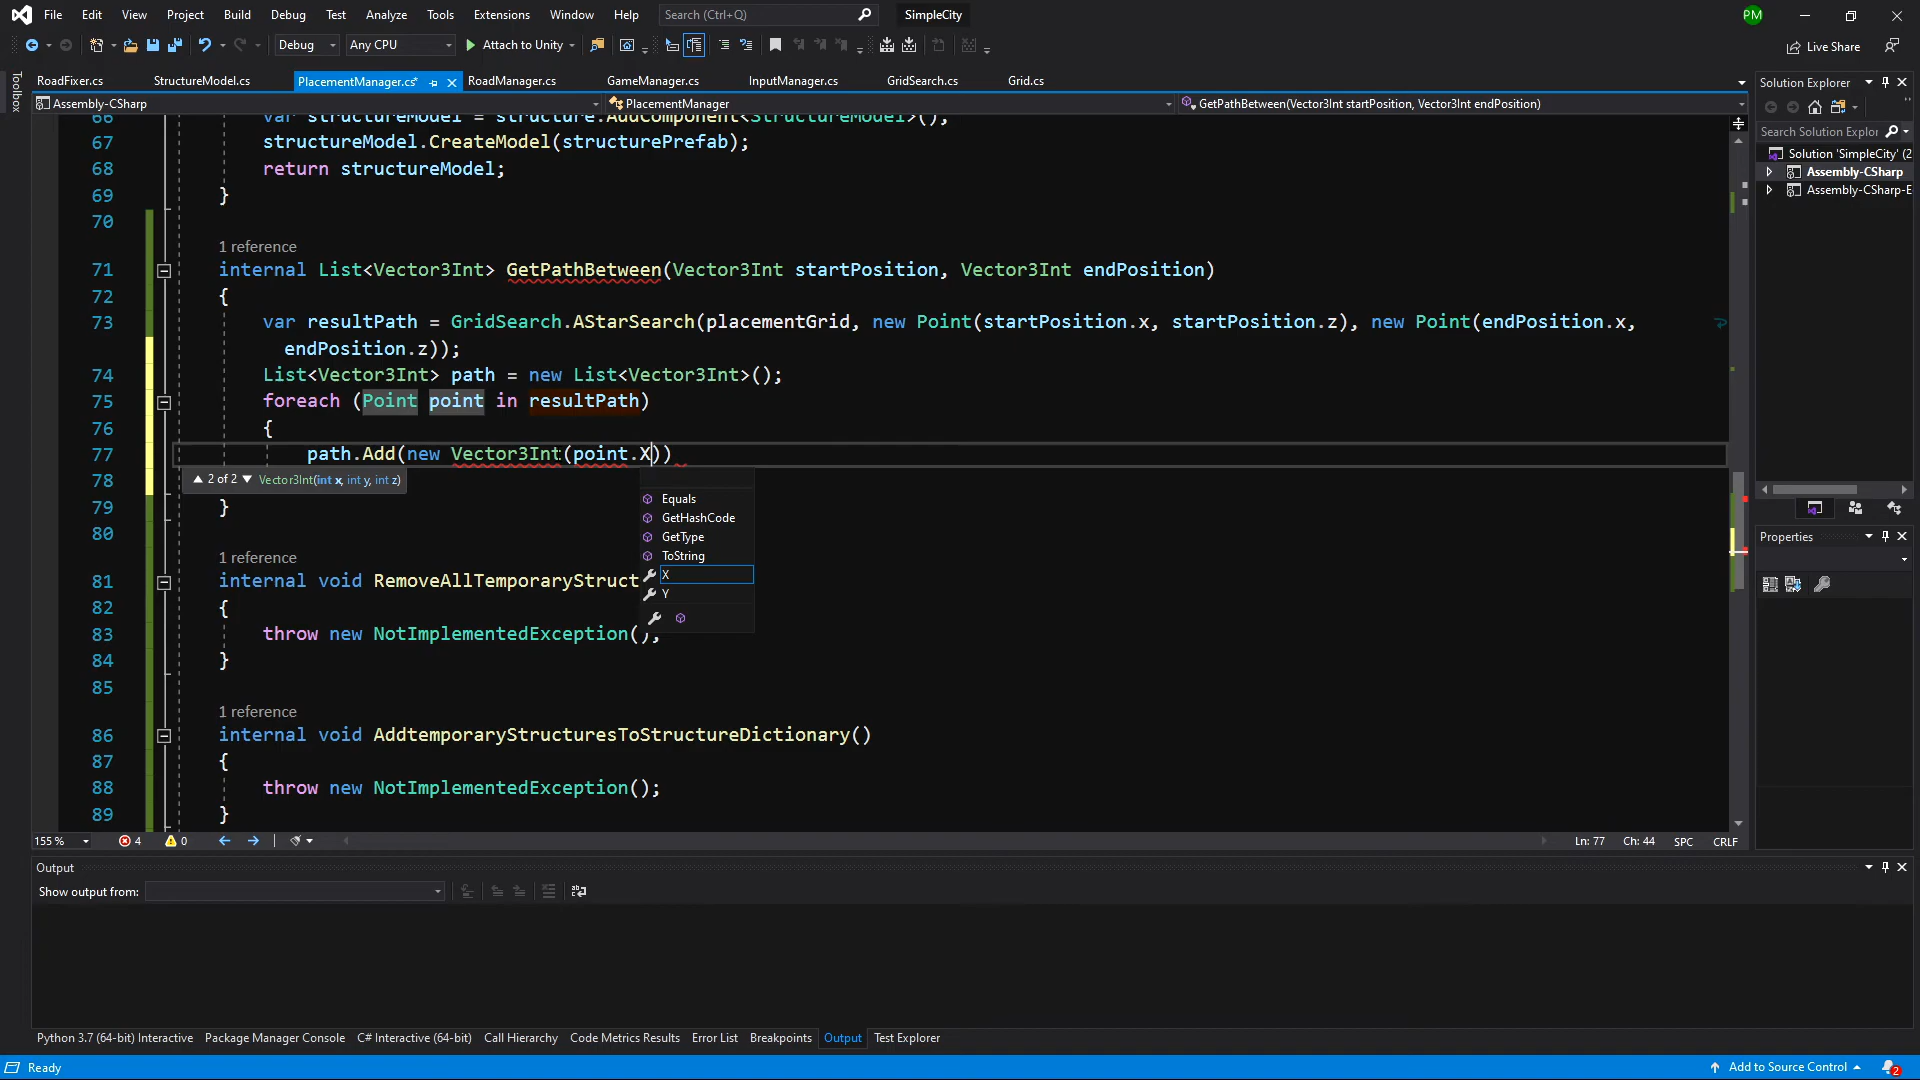 File Edit View Project Build Debug Test Analyze Tools Extensions Window Help Search (Ctrl+Q) SimpleCity PM
Debug Any CPU Attach to Unity Live Share
Toolbox
RoadFixer.cs StructureModel.cs PlacementManager.cs* RoadManager.cs GameManager.cs InputManager.cs GridSearch.cs Grid.cs
Assembly-CSharp PlacementManager GetPathBetween(Vector3Int startPosition, Vector3Int endPosition)
66 var structureModel = structure.AddComponent<StructureModel>();
67 structureModel.CreateModel(structurePrefab);
68 return structureModel;
69 }
70
1 reference
71 internal List<Vector3Int> GetPathBetween(Vector3Int startPosition, Vector3Int endPosition)
72 {
73 var resultPath = GridSearch.AStarSearch(placementGrid, new Point(startPosition.x, startPosition.z), new Point(endPosition.x,
endPosition.z));
74 List<Vector3Int> path = new List<Vector3Int>();
75 foreach (Point point in resultPath)
76 {
77 path.Add(new Vector3Int(point.X))
78 2 of 2 Vector3Int(int x, int y, int z)
Equals
GetHashCode
GetType
ToString
X
Y
79 }
80
1 reference
81 internal void RemoveAllTemporaryStruct
82 {
83 throw new NotImplementedException();
84 }
85
1 reference
86 internal void AddtemporaryStructuresToStructureDictionary()
87 {
88 throw new NotImplementedException();
89 }
155 % 4 0 Ln: 77 Ch: 44 SPC CRLF
Output
Show output from:
Python 3.7 (64-bit) Interactive Package Manager Console C# Interactive (64-bit) Call Hierarchy Code Metrics Results Error List Breakpoints Output Test Explorer
Ready Add to Source Control 2
Solution Explorer
Search Solution Explor
Solution 'SimpleCity' (2
Assembly-CSharp
Assembly-CSharp-E
Properties